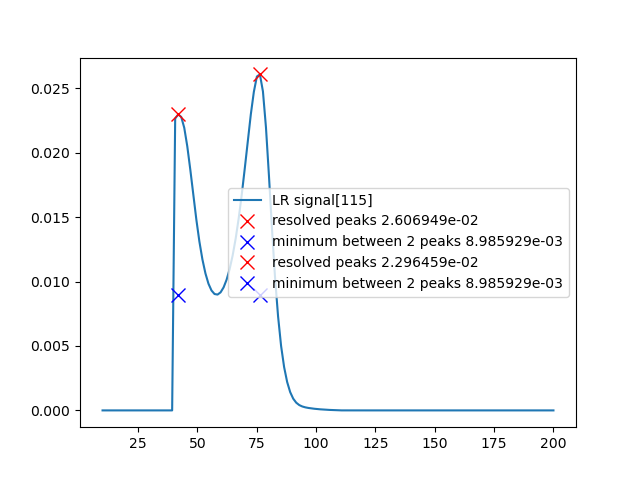 0.025
0.020
0.015
0.010
0.005
0.000
LR signal[115]
resolved peaks 2.606949e-02
minimum between 2 peaks 8.985929e-03
resolved peaks 2.296459e-02
minimum between 2 peaks 8.985929e-03
25 50 75 100 125 150 175 200